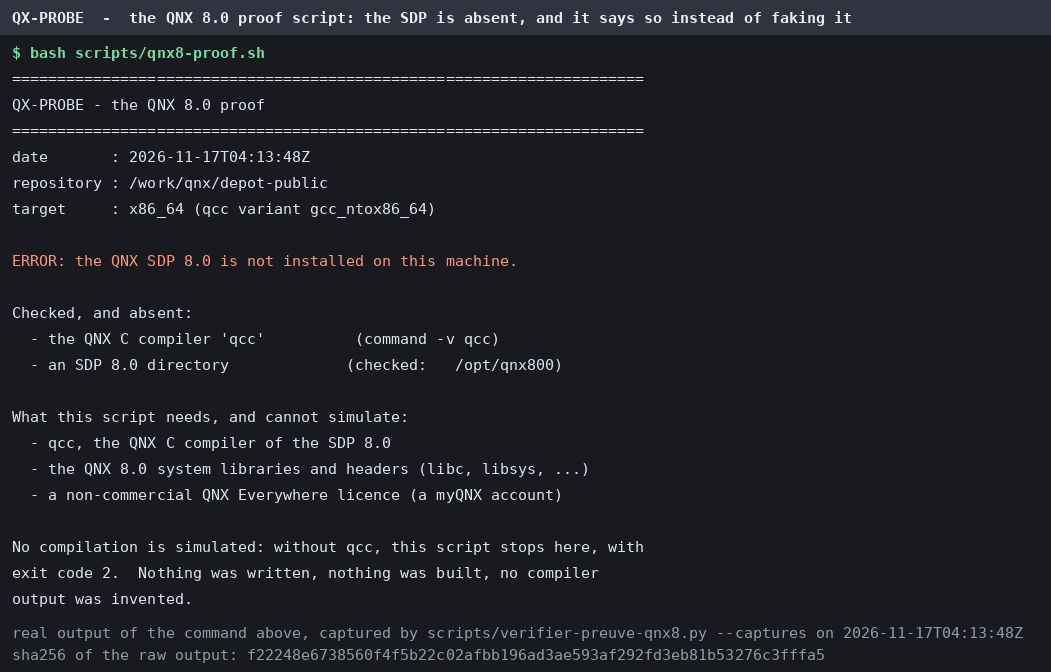 QX-PROBE  -  the QNX 8.0 proof script: the SDP is absent, and it says so instead of faking it
$ bash scripts/qnx8-proof.sh
======================================================================
QX-PROBE - the QNX 8.0 proof
======================================================================
date       : 2026-11-17T04:13:48Z
repository : /work/qnx/depot-public
target     : x86_64 (qcc variant gcc_ntox86_64)
ERROR: the QNX SDP 8.0 is not installed on this machine.
Checked, and absent:
  - the QNX C compiler 'qcc'          (command -v qcc)
  - an SDP 8.0 directory             (checked:   /opt/qnx800)
What this script needs, and cannot simulate:
  - qcc, the QNX C compiler of the SDP 8.0
  - the QNX 8.0 system libraries and headers (libc, libsys, ...)
  - a non-commercial QNX Everywhere licence (a myQNX account)
No compilation is simulated: without qcc, this script stops here, with
exit code 2.  Nothing was written, nothing was built, no compiler
output was invented.
real output of the command above, captured by scripts/verifier-preuve-qnx8.py --captures on 2026-11-17T04:13:48Z
sha256 of the raw output: f22248e6738560f4f5b22c02afbb196ad3ae593af292fd3eb81b53276c3fffa5